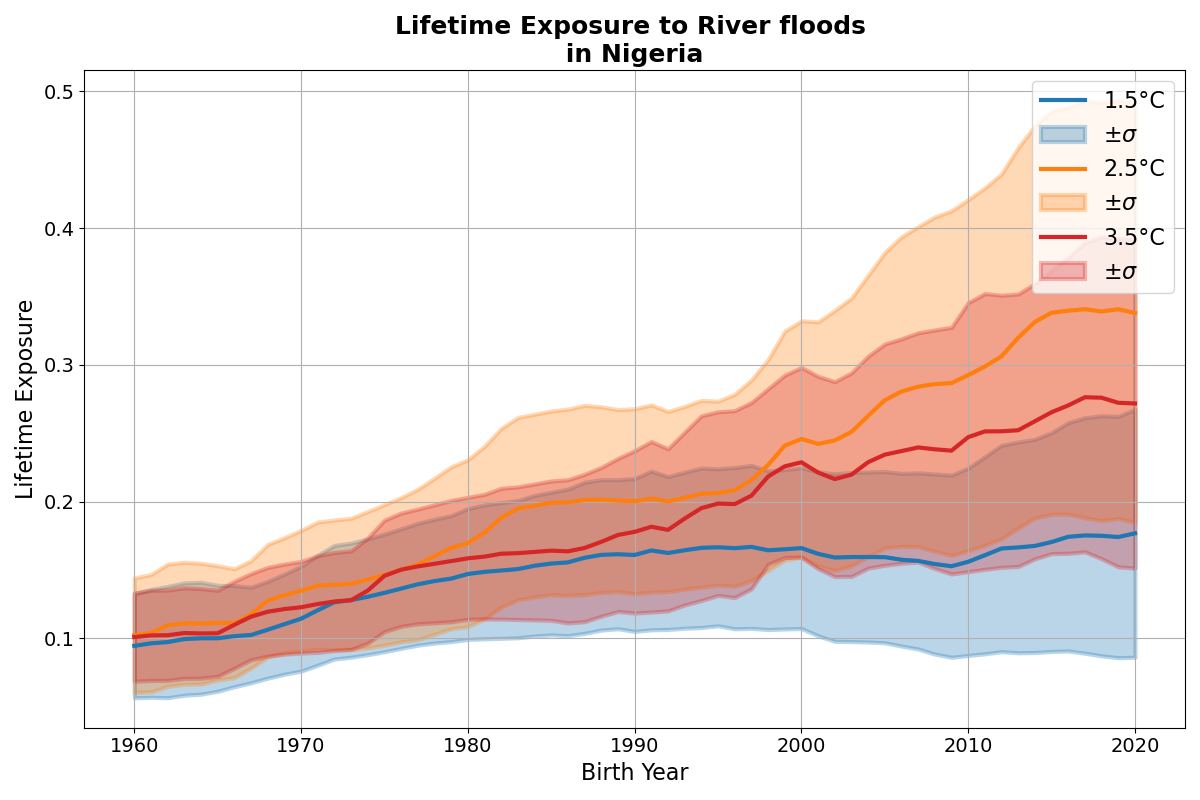 Lifetime Exposure to River floods
in Nigeria
Lifetime Exposure
0.5
0.4
0.3
0.2
0.1
1.5°C
±σ
2.5°C
±σ
3.5°C
±σ
1960 1970 1980 1990 2000 2010 2020
Birth Year